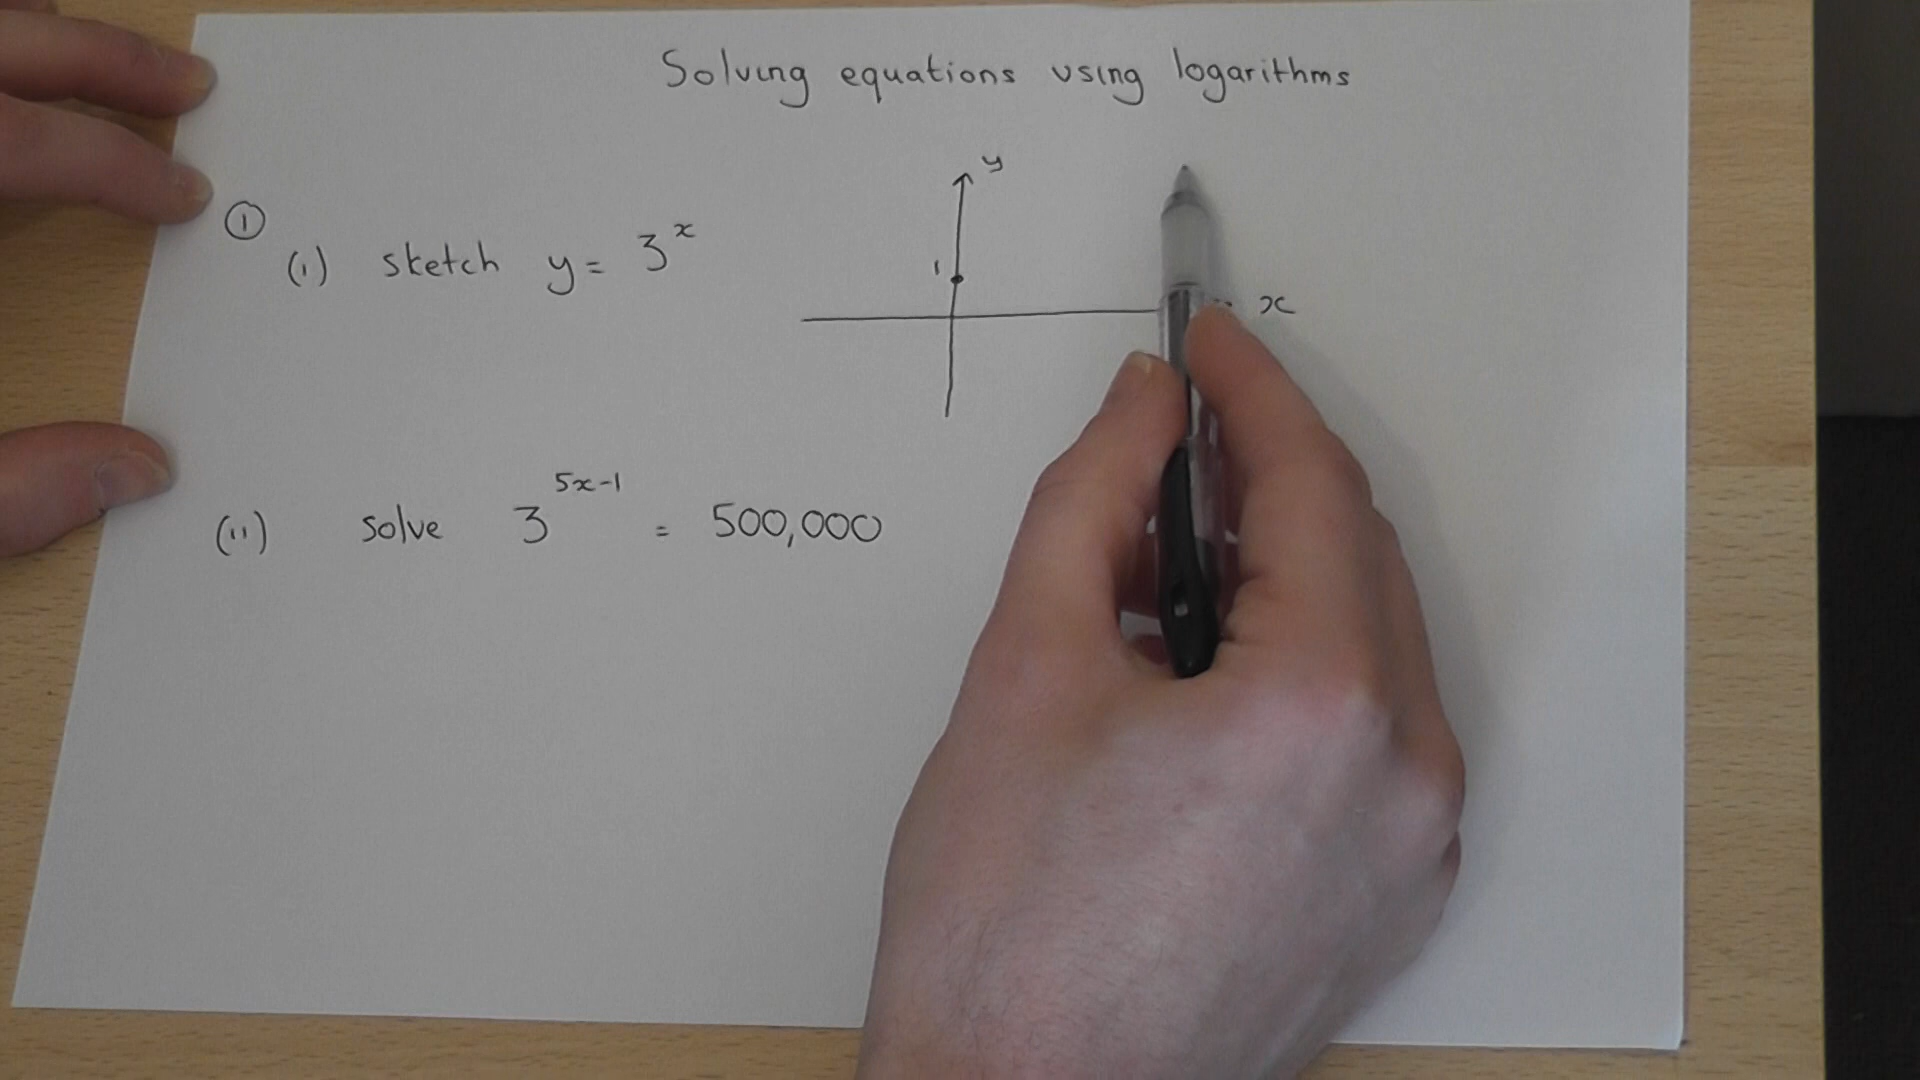 Solving equations using logarithms
y
①
(i) sketch y = 3^x
1
x
(ii) solve 3^{5x-1} = 500,000